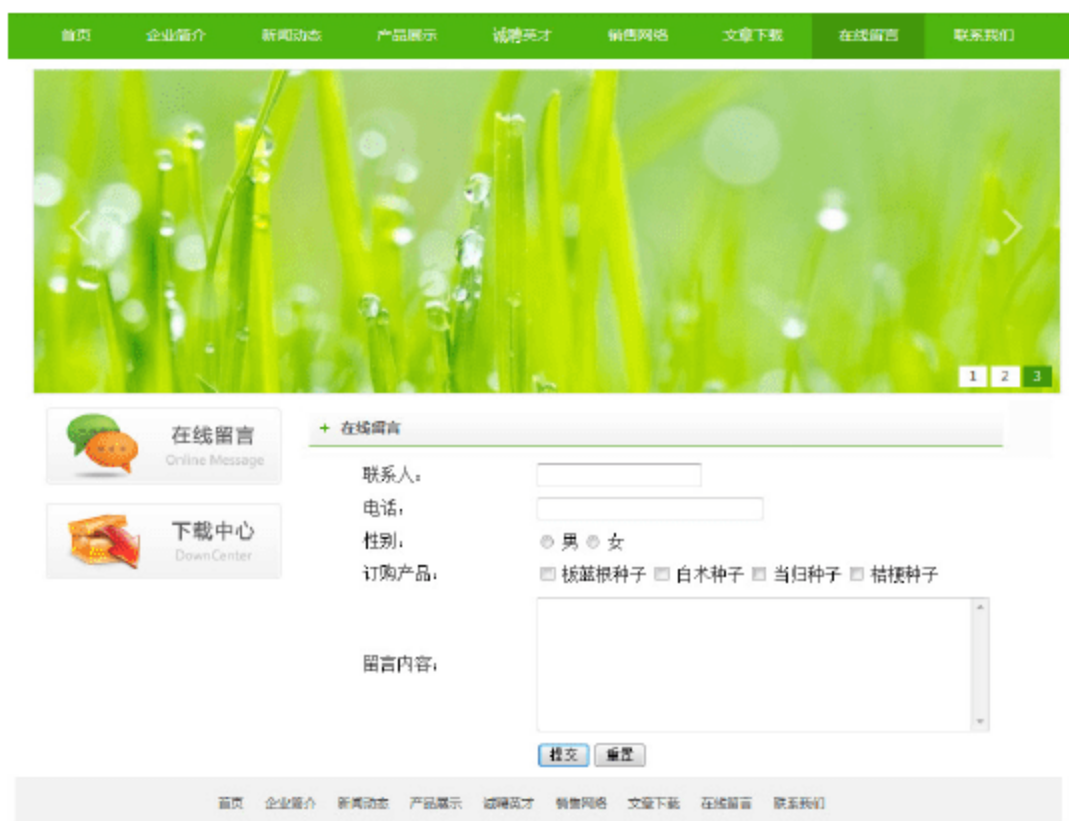 首页 企业简介 新闻动态 产品展示 诚聘英才 销售网络 文章下载 在线留言 联系我们
1 2 3
在线留言
Online Message
下载中心
DownCenter
+ 在线留言
联系人：
电话：
性别： 男 女
订购产品： 板蓝根种子 白术种子 当归种子 桔梗种子
留言内容：
提交 重置
首页 企业简介 新闻动态 产品展示 诚聘英才 销售网络 文章下载 在线留言 联系我们